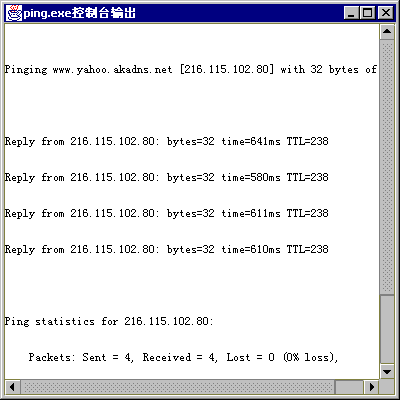 ping.exe控制台输出
Pinging www.yahoo.akadns.net [216.115.102.80] with 32 bytes of
Reply from 216.115.102.80: bytes=32 time=641ms TTL=238
Reply from 216.115.102.80: bytes=32 time=580ms TTL=238
Reply from 216.115.102.80: bytes=32 time=611ms TTL=238
Reply from 216.115.102.80: bytes=32 time=610ms TTL=238
Ping statistics for 216.115.102.80:
Packets: Sent = 4, Received = 4, Lost = 0 (0% loss),